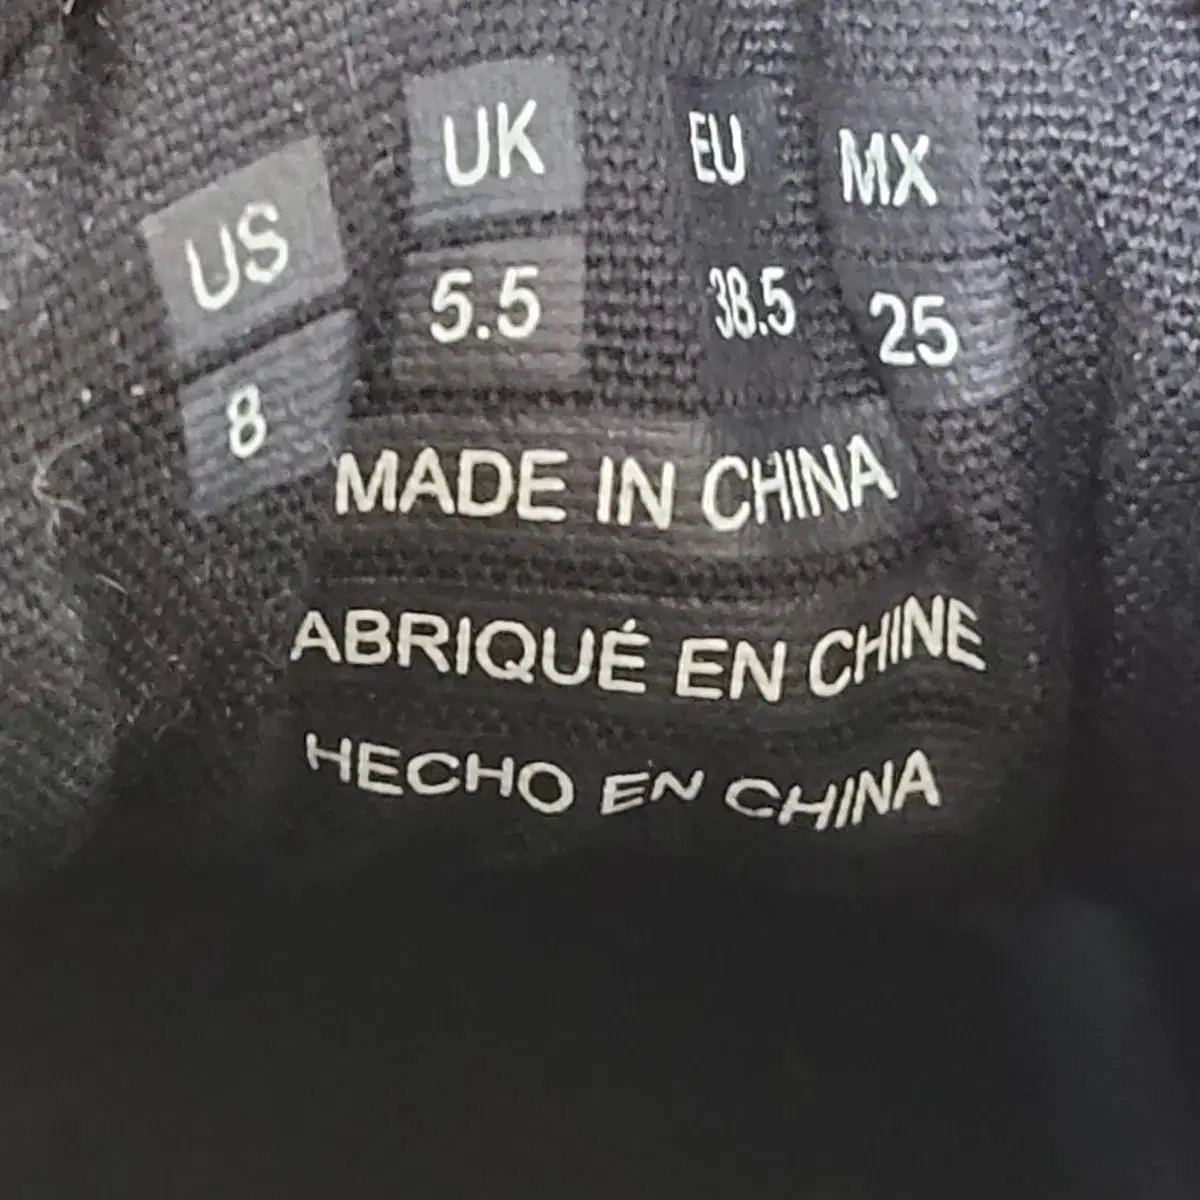 US UK EU MX
8 5.5 38.5 25
MADE IN CHINA
ABRIQUÉ EN CHINE
HECHO EN CHINA